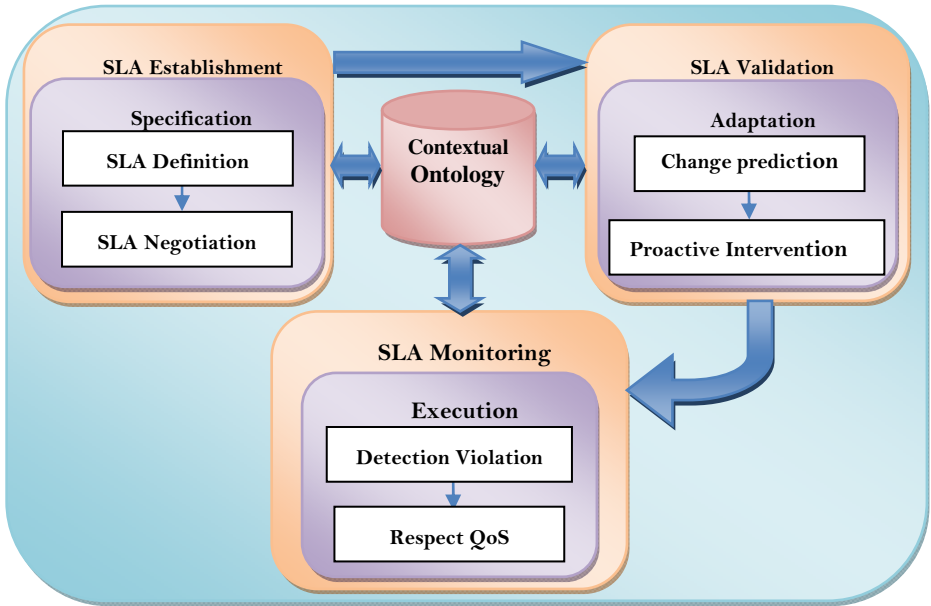 SLA Establishment
Specification
SLA Definition
SLA Negotiation
Contextual
Ontology
SLA Validation
Adaptation
Change prediction
Proactive Intervention
SLA Monitoring
Execution
Detection Violation
Respect QoS